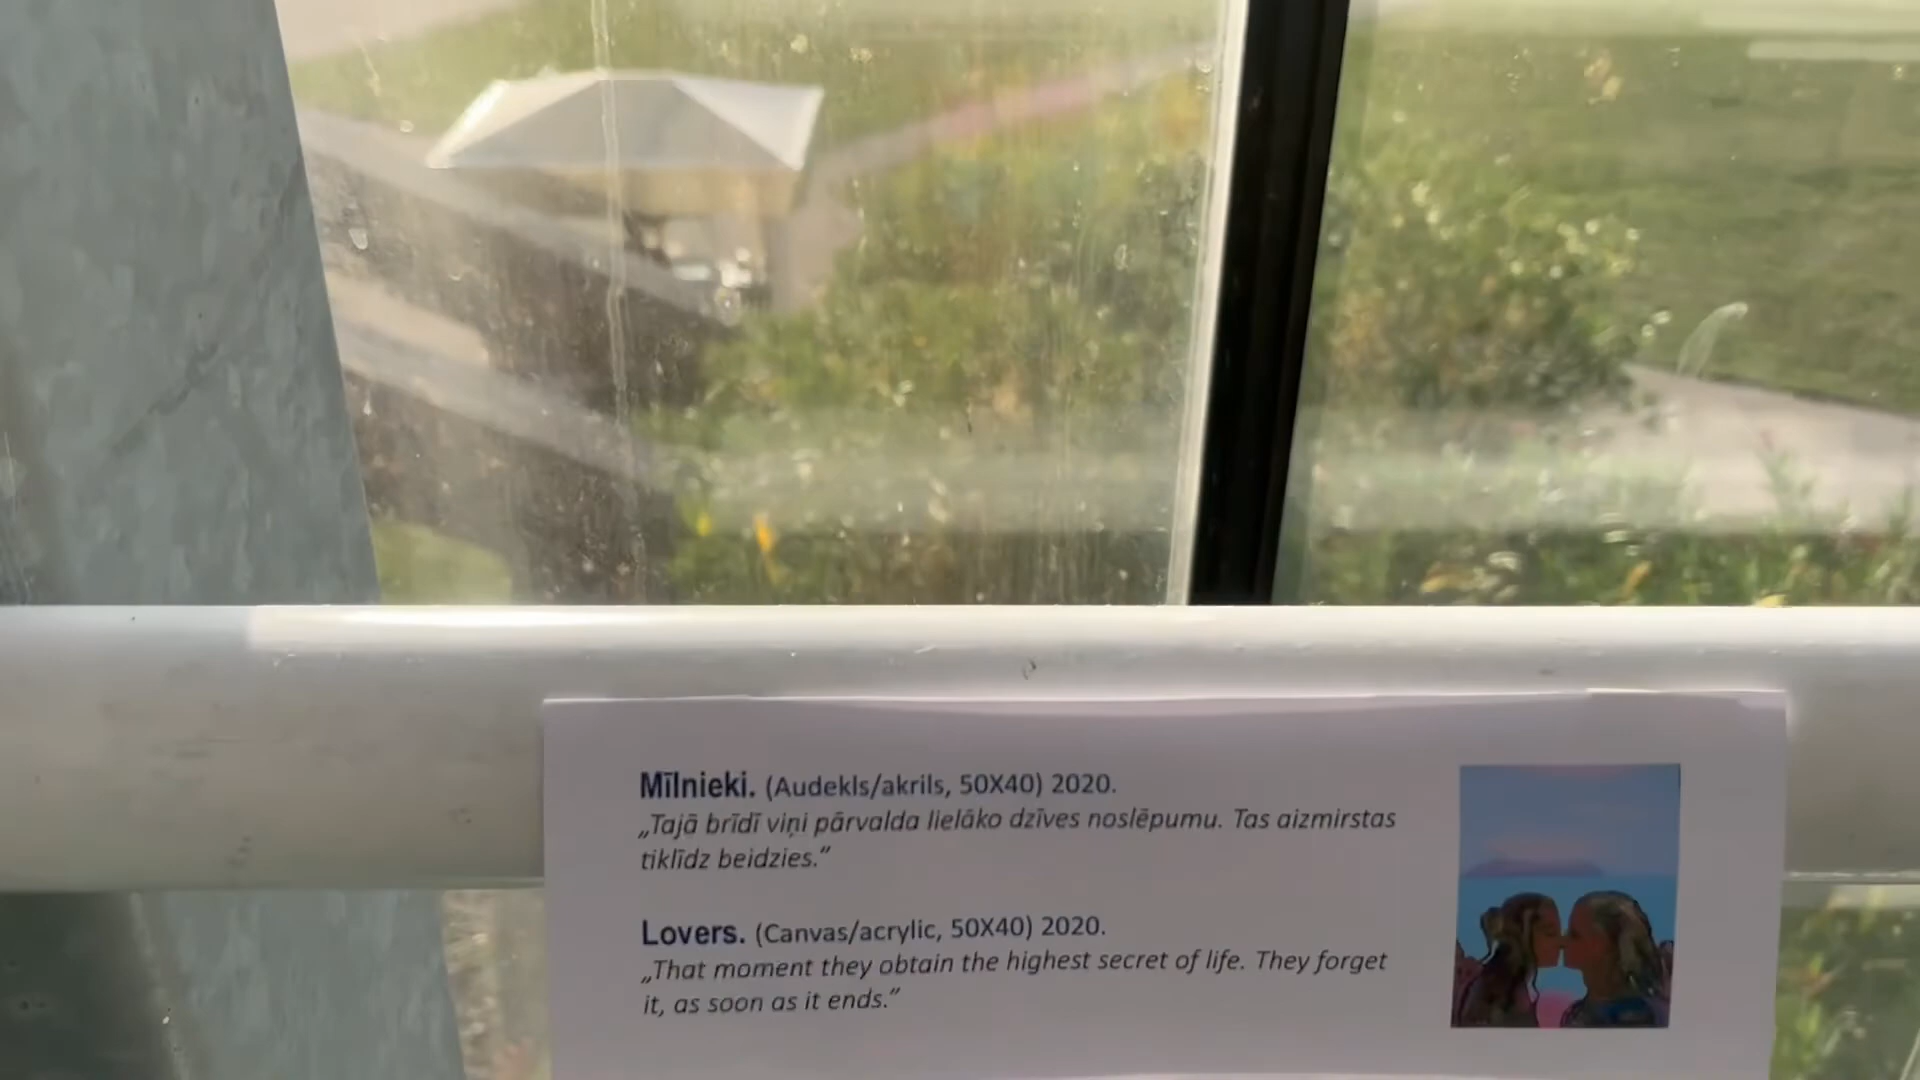 Mīlnieki. (Audekls/akrils, 50X40) 2020.
„Tajā brīdī viņi pārvalda lielāko dzīves noslēpumu. Tas aizmirstas
tiklīdz beidzies.”
Lovers. (Canvas/acrylic, 50X40) 2020.
„That moment they obtain the highest secret of life. They forget
it, as soon as it ends.”